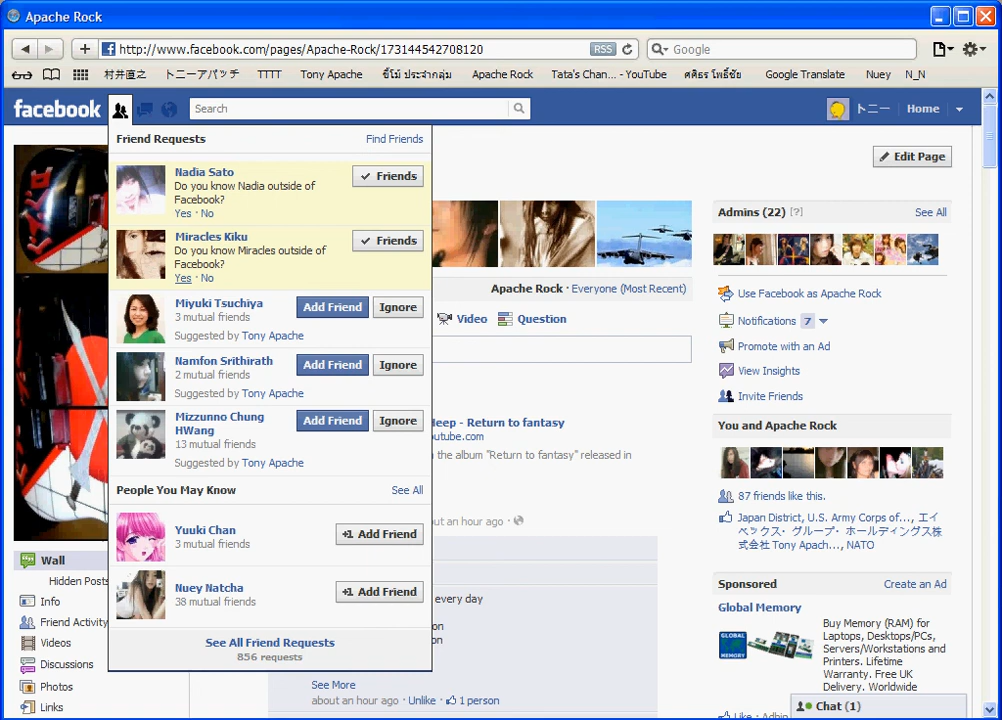 Apache Rock
http://www.facebook.com/pages/Apache-Rock/173144542708120
RSS
Google
村井直之
トニーアパッチ
TTTT
Tony Apache
ขี้โม้ ประจำกลุ่ม
Apache Rock
Tata's Chan... - YouTube
ศศิธร โพธิ์ชัย
Google Translate
Nuey
N_N
facebook
Search
トニー
Home
Friend Requests
Find Friends
Nadia Sato
Do you know Nadia outside of
Facebook?
Yes · No
Friends
Miracles Kiku
Do you know Miracles outside of
Facebook?
Yes · No
Friends
Miyuki Tsuchiya
3 mutual friends
Suggested by Tony Apache
Add Friend
Ignore
Namfon Srithirath
2 mutual friends
Suggested by Tony Apache
Add Friend
Ignore
Mizzunno Chung
HWang
13 mutual friends
Suggested by Tony Apache
Add Friend
Ignore
People You May Know
See All
Yuuki Chan
3 mutual friends
+1 Add Friend
Nuey Natcha
38 mutual friends
+1 Add Friend
See All Friend Requests
856 requests
Wall
Hidden Posts
Info
Friend Activity
Videos
Discussions
Photos
Links
Apache Rock · Everyone (Most Recent)
Video
Question
leep - Return to fantasy
outube.com
the album "Return to fantasy" released in
ut an hour ago ·
every day
on
on
See More
about an hour ago · Unlike · 1 person
Edit Page
Admins (22) [?]
See All
Use Facebook as Apache Rock
Notifications 7
Promote with an Ad
View Insights
Invite Friends
You and Apache Rock
87 friends like this.
Japan District, U.S. Army Corps of..., エイ
ベックス・グループ・ホールディングス株
式会社 Tony Apach..., NATO
Sponsored
Create an Ad
Global Memory
GLOBAL
MEMORY
Buy Memory (RAM) for
Laptops, Desktops/PCs,
Servers/Workstations and
Printers. Lifetime
Warranty. Free UK
Delivery. Worldwide
Like
Chat (1)